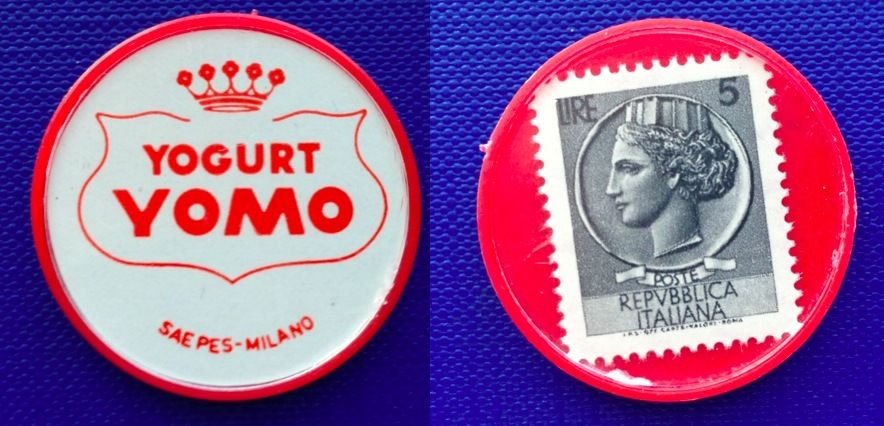 YOGURT
YOMO
SAEPES-MILANO
LIRE 5
POSTE
REPVBBLICA
ITALIANA